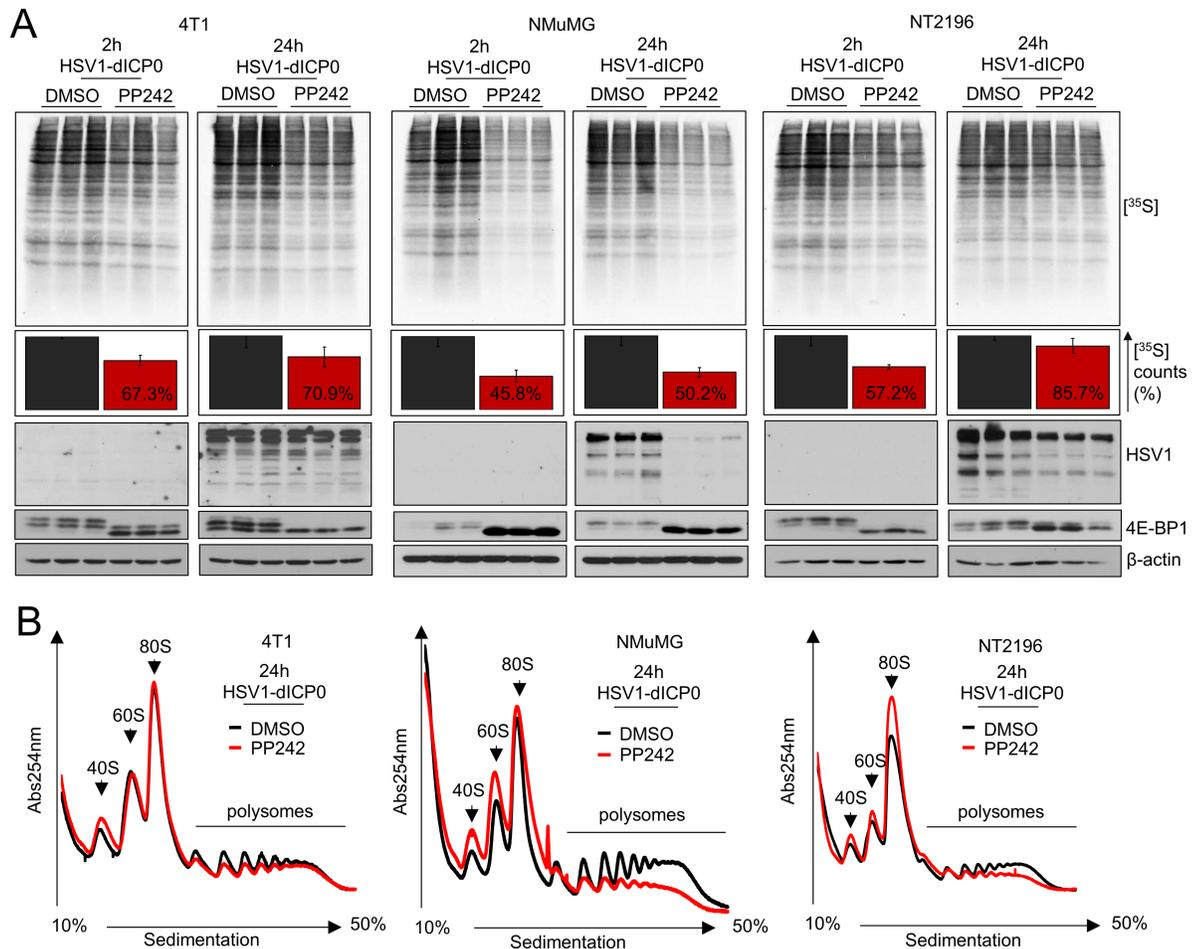 A
4T1
NMuMG
NT2196
2h
HSV1-dICP0
24h
HSV1-dICP0
2h
HSV1-dICP0
24h
HSV1-dICP0
2h
HSV1-dICP0
24h
HSV1-dICP0
DMSO PP242
DMSO PP242
DMSO PP242
DMSO PP242
DMSO PP242
DMSO PP242
[35S]
67.3%
70.9%
45.8%
50.2%
57.2%
85.7%
[35S]
counts
(%)
HSV1
4E-BP1
β-actin
B
Abs254nm
40S
60S
80S
4T1
24h
HSV1-dICP0
DMSO
PP242
polysomes
10%
Sedimentation
50%
Abs254nm
40S
60S
80S
NMuMG
24h
HSV1-dICP0
DMSO
PP242
polysomes
10%
Sedimentation
50%
Abs254nm
40S
60S
80S
NT2196
24h
HSV1-dICP0
DMSO
PP242
polysomes
10%
Sedimentation
50%